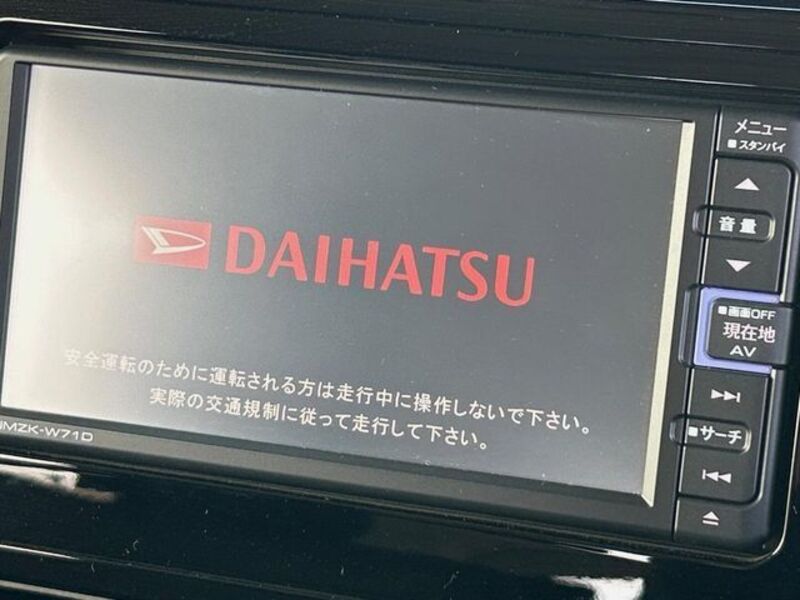 メニュー
■スタンバイ
▲
音量
▼
DAIHATSU
■画面OFF
現在地
AV
安全運転のために運転される方は走行中に操作しないで下さい。
実際の交通規制に従って走行して下さい。
■サーチ
NMZK-W71D